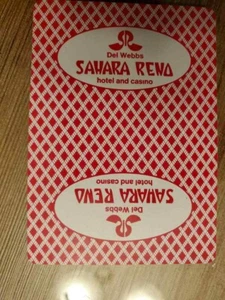 Del Webbs
SAHARA RENO
hotel and casino
hotel and casino
SAHARA RENO
Del Webbs